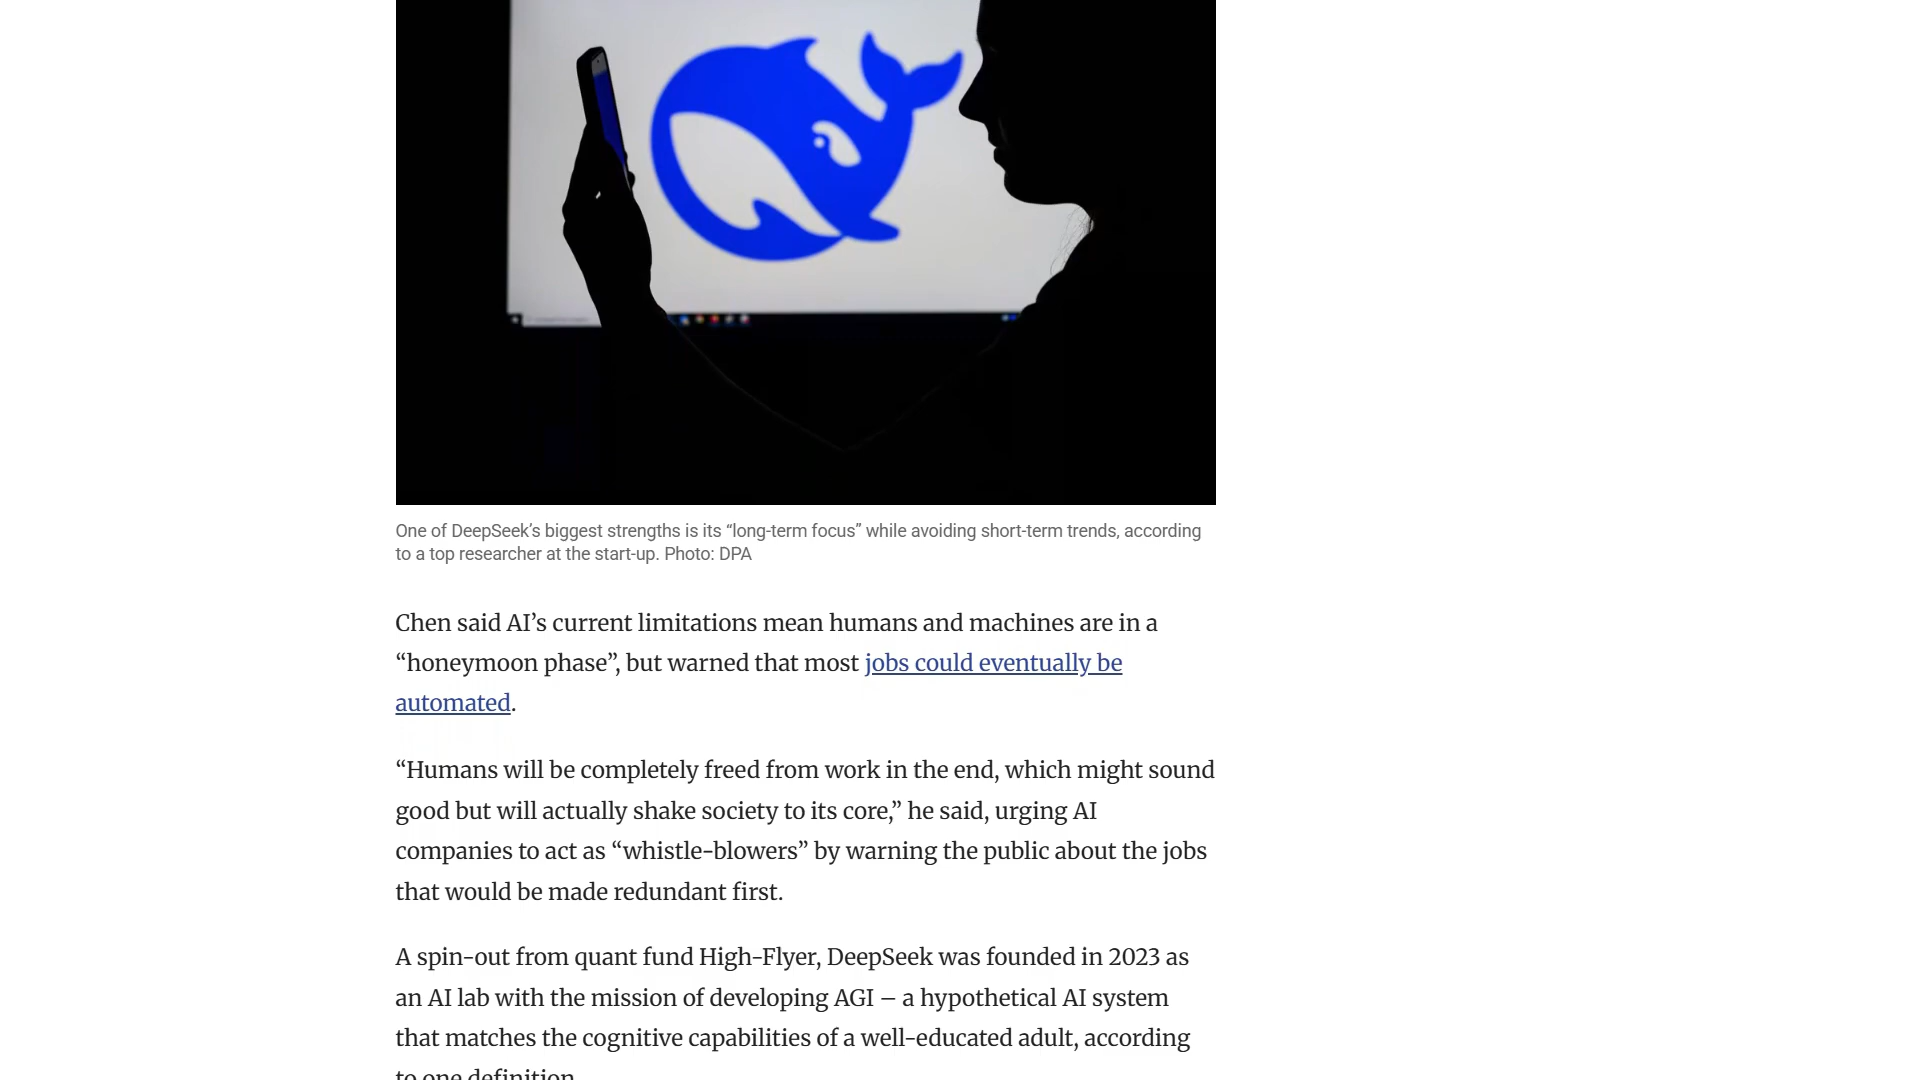 One of DeepSeek’s biggest strengths is its “long-term focus” while avoiding short-term trends, according
to a top researcher at the start-up. Photo: DPA
Chen said AI’s current limitations mean humans and machines are in a
“honeymoon phase”, but warned that most jobs could eventually be
automated.
“Humans will be completely freed from work in the end, which might sound
good but will actually shake society to its core,” he said, urging AI
companies to act as “whistle-blowers” by warning the public about the jobs
that would be made redundant first.
A spin-out from quant fund High-Flyer, DeepSeek was founded in 2023 as
an AI lab with the mission of developing AGI – a hypothetical AI system
that matches the cognitive capabilities of a well-educated adult, according
to one definition.